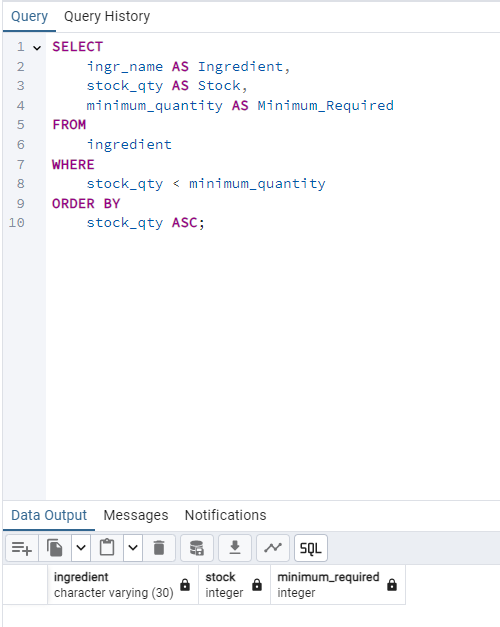 Query Query History
1 SELECT
2 ingr_name AS Ingredient,
3 stock_qty AS Stock,
4 minimum_quantity AS Minimum_Required
5 FROM
6 ingredient
7 WHERE
8 stock_qty < minimum_quantity
9 ORDER BY
10 stock_qty ASC;
Data Output Messages Notifications
SQL
ingredient stock minimum_required
character varying (30) integer integer